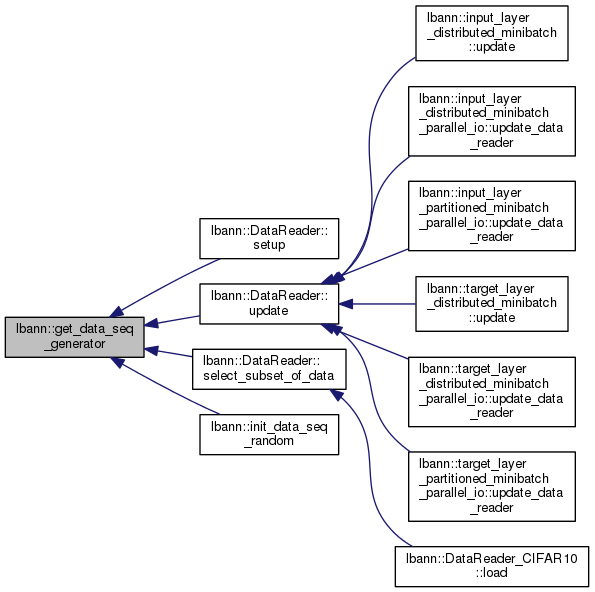 lbann::get_data_seq
_generator
lbann::DataReader::
setup
lbann::DataReader::
update
lbann::DataReader::
select_subset_of_data
lbann::init_data_seq
_random
lbann::input_layer
_distributed_minibatch
::update
lbann::input_layer
_distributed_minibatch
_parallel_io::update_data
_reader
lbann::input_layer
_partitioned_minibatch
_parallel_io::update_data
_reader
lbann::target_layer
_distributed_minibatch
::update
lbann::target_layer
_distributed_minibatch
_parallel_io::update_data
_reader
lbann::target_layer
_partitioned_minibatch
_parallel_io::update_data
_reader
lbann::DataReader_CIFAR10
::load